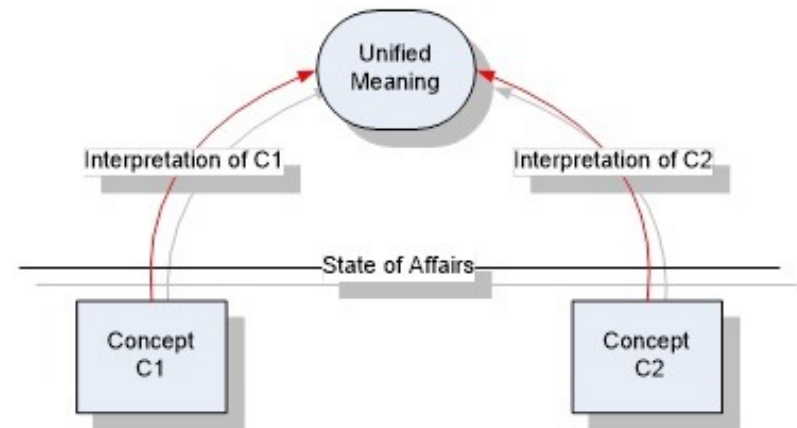 Unified
Meaning
Interpretation of C1
Interpretation of C2
State of Affairs
Concept
C1
Concept
C2